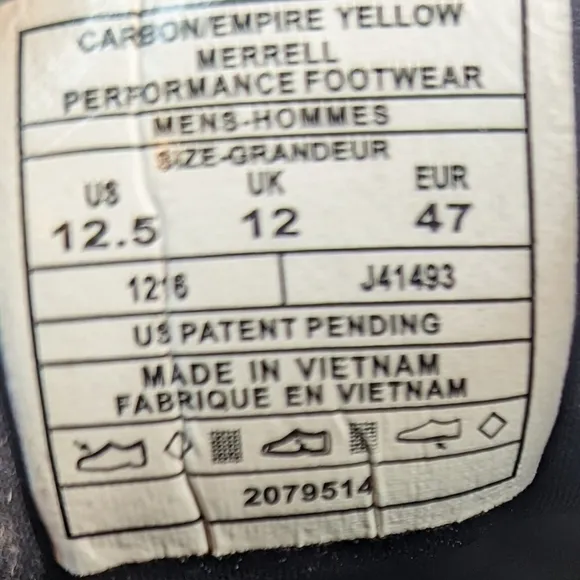 CARBON/EMPIRE YELLOW
MERRELL
PERFORMANCE FOOTWEAR
MENS-HOMMES
SIZE-GRANDEUR
US UK EUR
12.5 12 47
1216 J41493
US PATENT PENDING
MADE IN VIETNAM
FABRIQUE EN VIETNAM
2079514